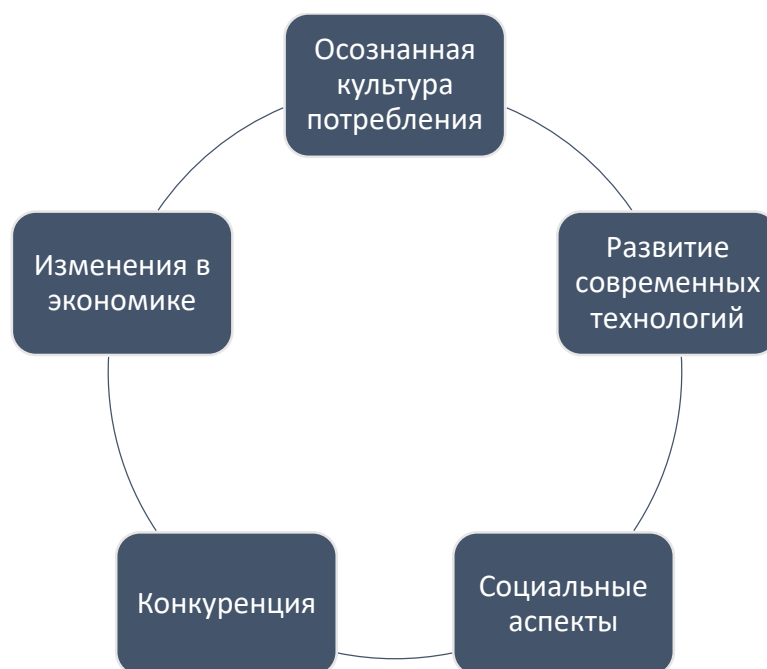 Осознанная
культура
потребления
Изменения в
экономике
Развитие
современных
технологий
Конкуренция
Социальные
аспекты